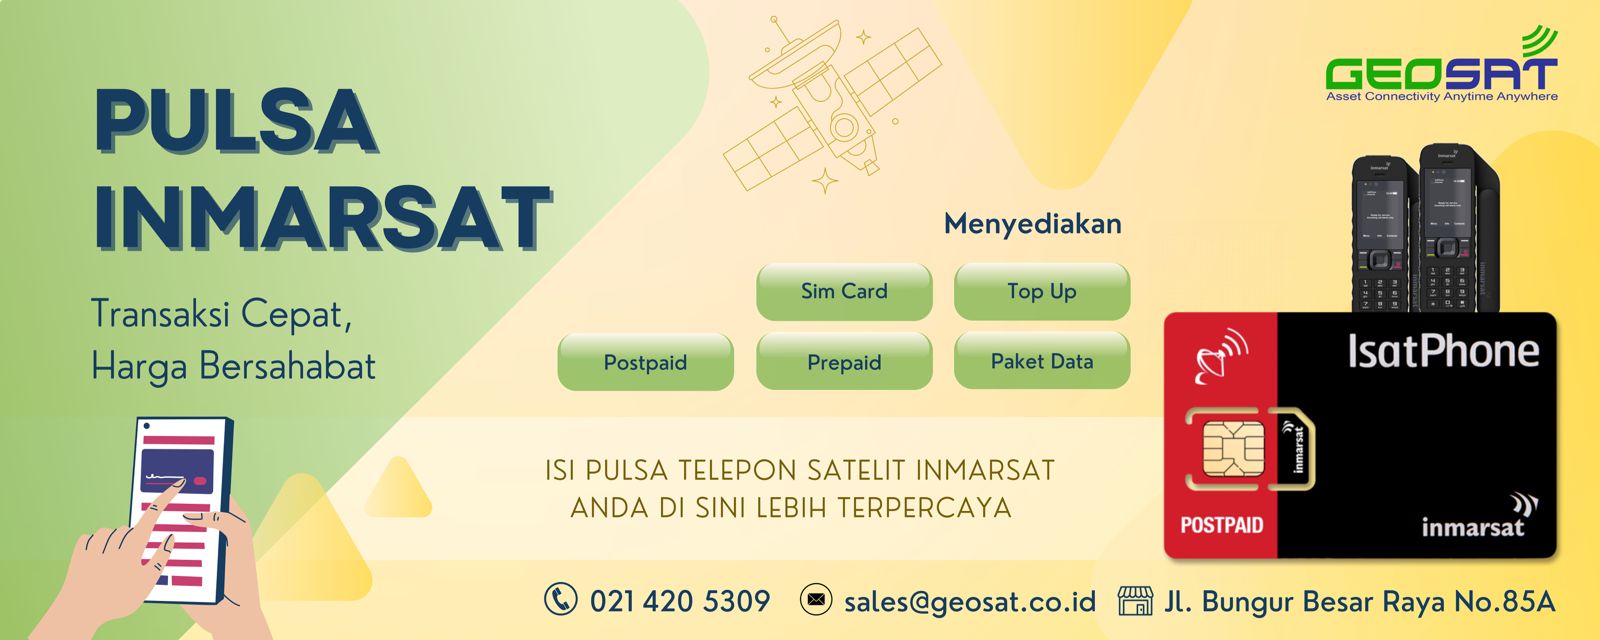 PULSA
INMARSAT
Transaksi Cepat,
Harga Bersahabat
GEOSAT
Asset Connectivity Anytime Anywhere
Menyediakan
Sim Card
Top Up
Postpaid
Prepaid
Paket Data
ISI PULSA TELEPON SATELIT INMARSAT
ANDA DI SINI LEBIH TERPERCAYA
inmarsat
inmarsat
IsatPhone
inmarsat
POSTPAID
inmarsat
021 420 5309
sales@geosat.co.id
Jl. Bungur Besar Raya No.85A